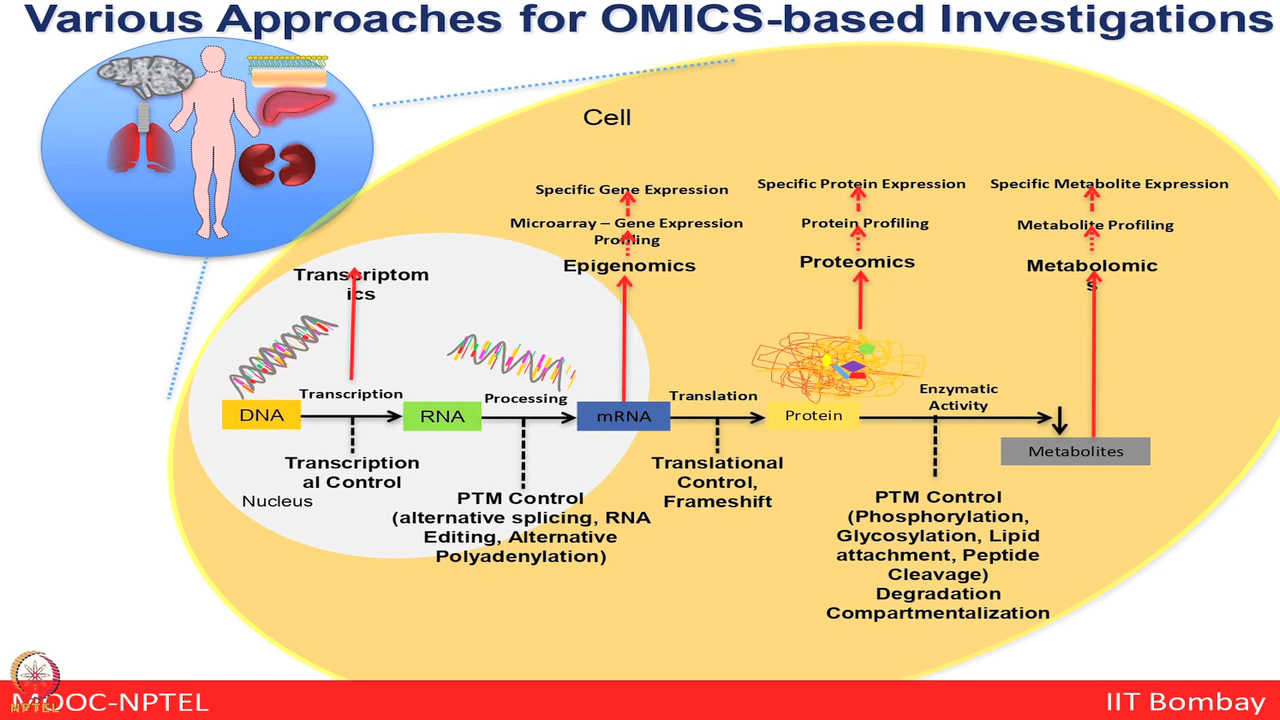 Various Approaches for OMICS-based Investigations
Cell
Specific Gene Expression
Microarray – Gene Expression
Profiling
Epigenomics
Specific Protein Expression
Protein Profiling
Proteomics
Specific Metabolite Expression
Metabolite Profiling
Metabolomic
s
Transcriptom
ics
DNA
Transcription
RNA
Processing
mRNA
Translation
Protein
Enzymatic
Activity
Metabolites
Transcription
al Control
Nucleus
PTM Control
(alternative splicing, RNA
Editing, Alternative
Polyadenylation)
Translational
Control,
Frameshift
PTM Control
(Phosphorylation,
Glycosylation, Lipid
attachment, Peptide
Cleavage)
Degradation
Compartmentalization
MOOC-NPTEL
NPTEL
IIT Bombay